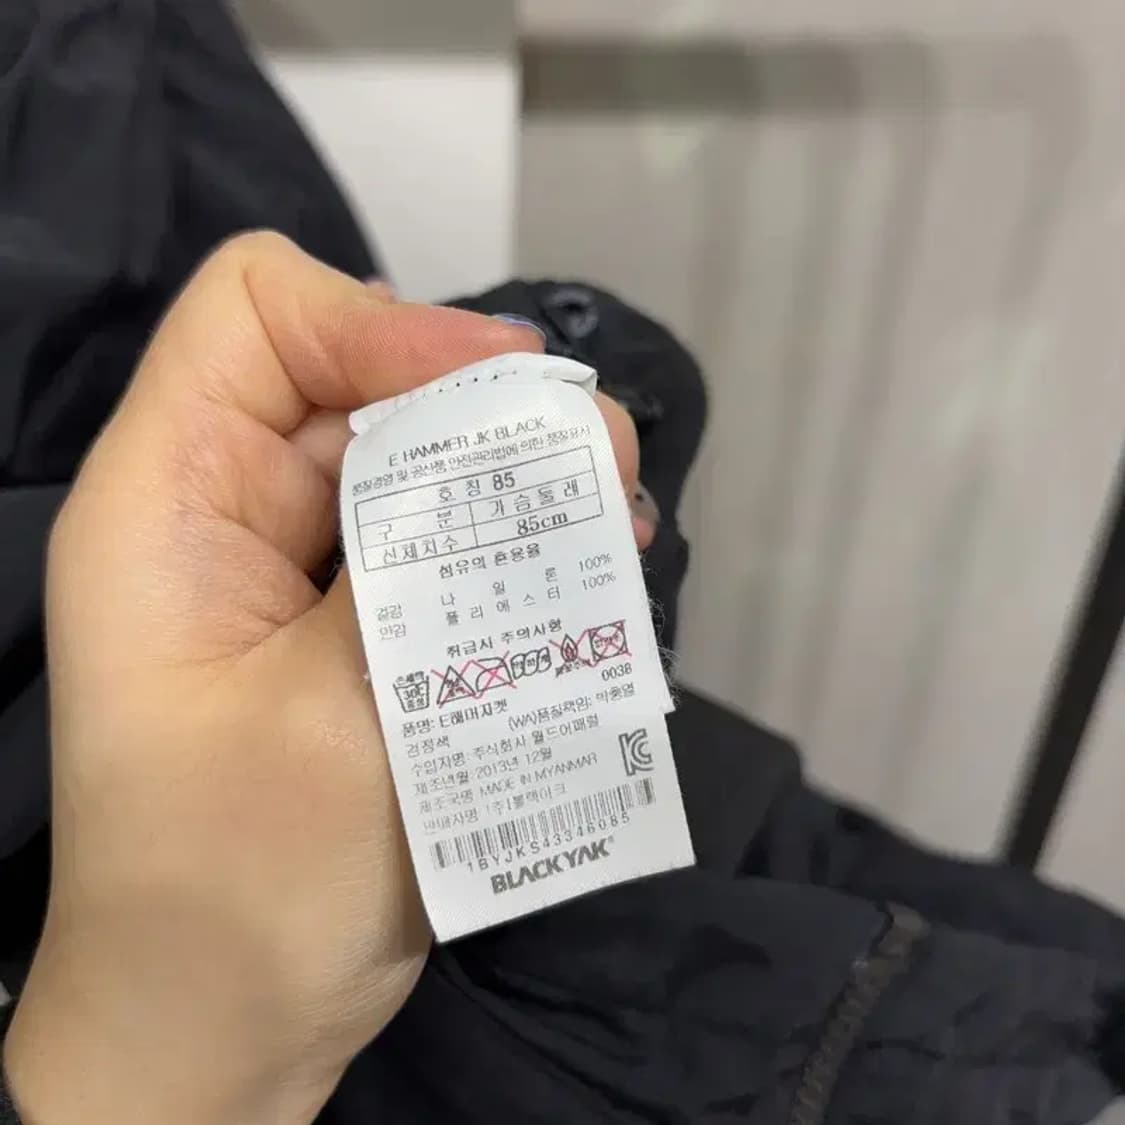 E HAMMER JK BLACK
품질경영 및 공산품 안전관리법에 의한 품질표시
호 칭 85
구 분 가 슴 둘 레
신체치수 85cm
섬유의 혼용율
겉감 나 일 론 100%
안감 폴 리 에 스 터 100%
취급시 주의사항
손세탁
30℃
중성
0038
품명: E해머자켓
검정색 (WA)품질책임:
수입자명: 주식회사 월드어패럴
제조년월: 2013년 12월
제조국명 MADE IN MYANMAR
판매자명 (주)블랙야크
1BYJKS43346085
BLACKYAK